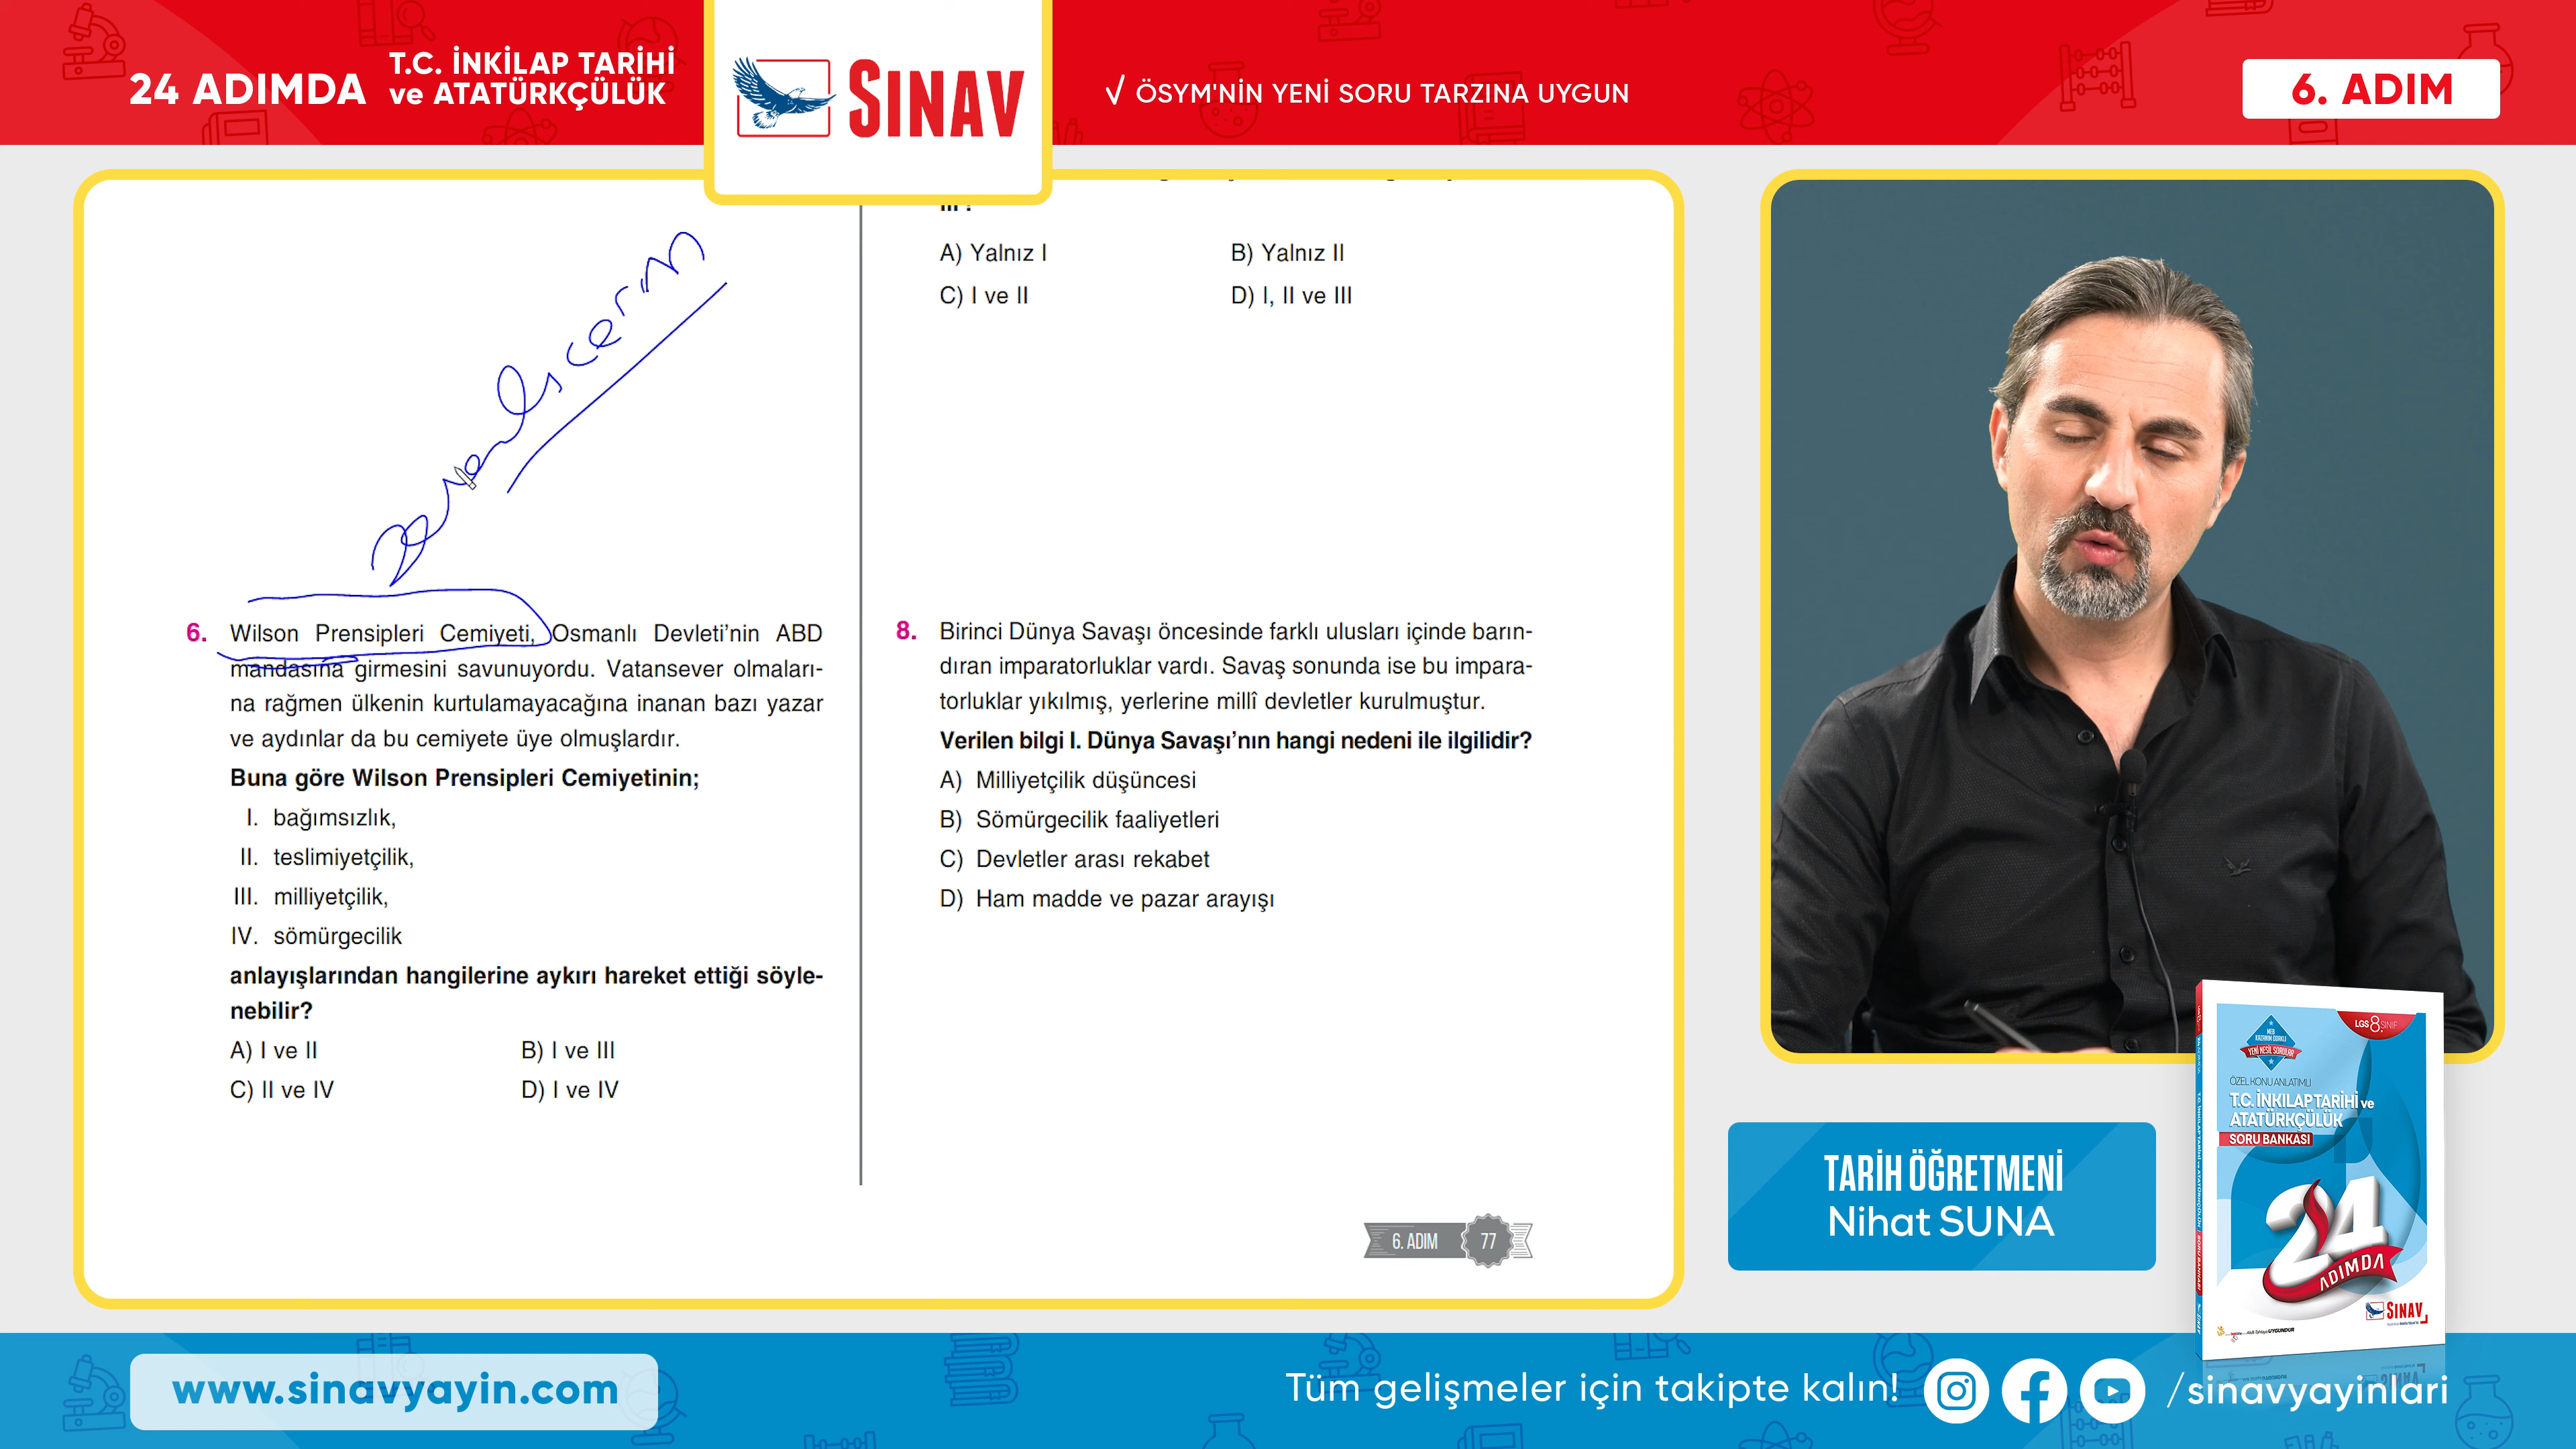 24 ADIMDA
T.C. İNKİLAP TARİHİ
ve ATATÜRKÇÜLÜK
SINAV
√ ÖSYM'NİN YENİ SORU TARZINA UYGUN
6. ADIM
6. Wilson Prensipleri Cemiyeti, Osmanlı Devleti'nin ABD
mandasına girmesini savunuyordu. Vatansever olmaları-
na rağmen ülkenin kurtulamayacağına inanan bazı yazar
ve aydınlar da bu cemiyete üye olmuşlardır.
Buna göre Wilson Prensipleri Cemiyetinin;
I. bağımsızlık,
II. teslimiyetçilik,
III. milliyetçilik,
IV. sömürgecilik
anlayışlarından hangilerine aykırı hareket ettiği söyle-
nebilir?
A) I ve II
B) I ve III
C) II ve IV
D) I ve IV
A) Yalnız I
B) Yalnız II
C) I ve II
D) I, II ve III
8. Birinci Dünya Savaşı öncesinde farklı ulusları içinde barın-
dıran imparatorluklar vardı. Savaş sonunda ise bu impara-
torluklar yıkılmış, yerlerine millî devletler kurulmuştur.
Verilen bilgi I. Dünya Savaşı'nın hangi nedeni ile ilgilidir?
A) Milliyetçilik düşüncesi
B) Sömürgecilik faaliyetleri
C) Devletler arası rekabet
D) Ham madde ve pazar arayışı
6. ADIM 77
TARİH ÖĞRETMENİ
Nihat SUNA
LGS 8. SINIF
YENİ NESİL SORULAR
ÖZEL KONU ANLATIMLI
T.C. İNKILAP TARİHİ ve
ATATÜRKÇÜLÜK
SORU BANKASI
24
ADIMDA
SINAV
www.sinavyayin.com
Tüm gelişmeler için takipte kalın!
/sinavyayinlari